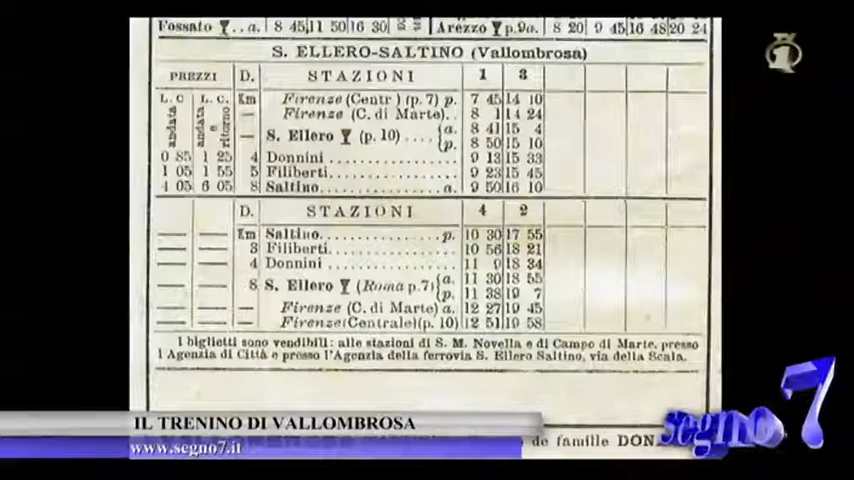 Fossato .. a. 8 45 11 50 16 30 Arezzo p. 9a. 8 20 9 45 16 48 20 24
S. ELLERO-SALTINO (Vallombrosa)
PREZZI D. STAZIONI 1 3
L. C. L. C. Km Firenze (Centr) (p. 7) p. 7 45 14 10
andata andata e ritorno — Firenze (C. di Marte).. 8 1 14 24
— S. Ellero (p. 10) .... a. 8 41 15 4
p. 8 50 15 10
0 85 1 25 4 Donnini .................. 9 13 15 33
1 05 1 55 5 Filiberti.................. 9 23 15 45
4 05 6 05 8 Saltino.................. a. 9 50 16 10
D. STAZIONI 4 2
— — Km Saltino.................. p. 10 30 17 55
— — 3 Filiberti.................. 10 56 18 21
— — 4 Donnini .................. 11 9 18 34
— — 8 S. Ellero (Roma p. 7) a. 11 30 18 55
p. 11 38 19 7
— — — Firenze (C. di Marte) a. 12 27 19 45
— — — Firenze (Centrale) (p. 10) 12 51 19 58
I biglietti sono vendibili: alle stazioni di S. M. Novella e di Campo di Marte, presso
l'Agenzia di Città e presso l'Agenzia della ferrovia S. Ellero Saltino, via della Scala.
IL TRENINO DI VALLOMBROSA
www.segno7.it
de famille DON
segno 7